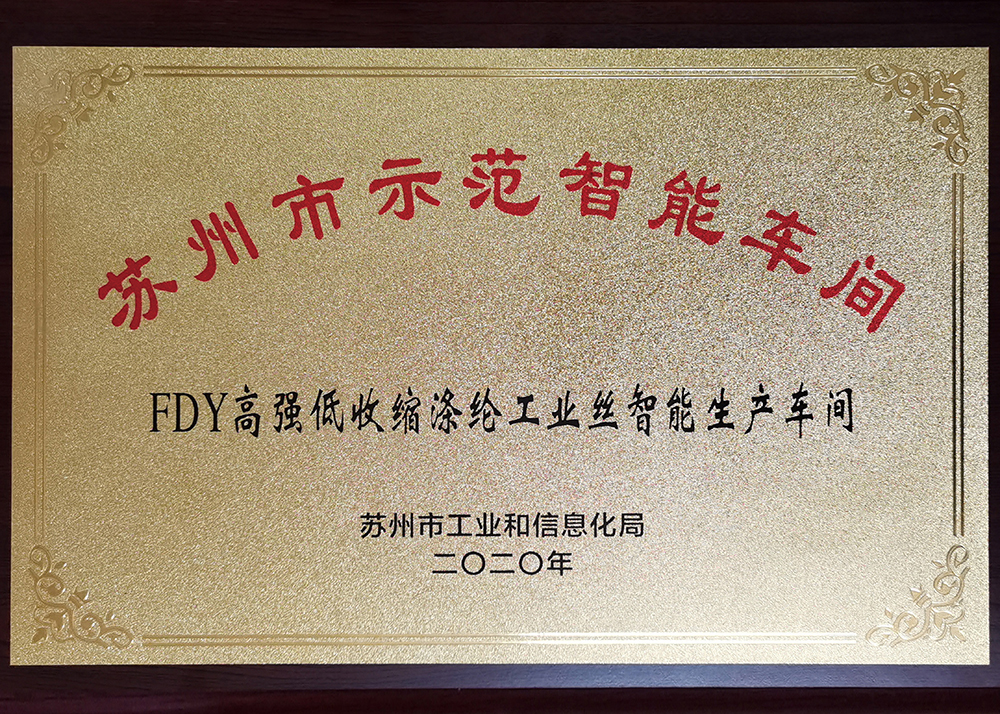 苏州市示范智能车间
FDY高强低收缩涤纶工业丝智能生产车间
苏州市工业和信息化局
二〇二〇年